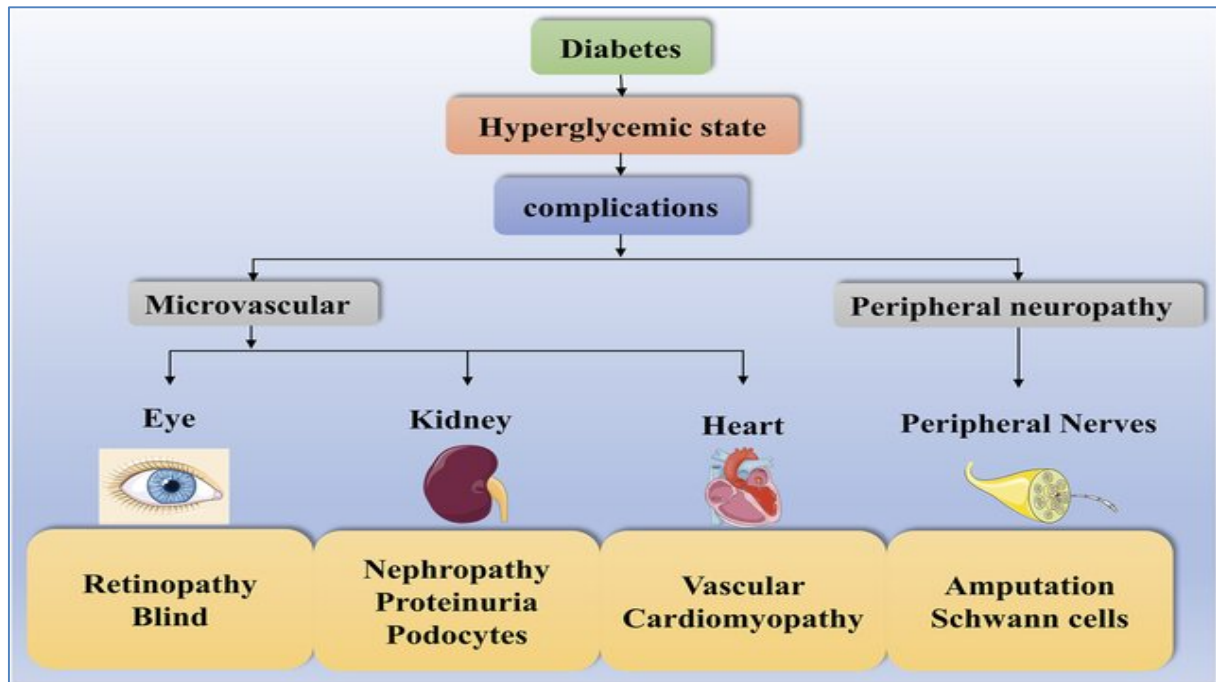 Diabetes
Hyperglycemic state
complications
Microvascular
Peripheral neuropathy
Eye
Kidney
Heart
Peripheral Nerves
Retinopathy
Blind
Nephropathy
Proteinuria
Podocytes
Vascular
Cardiomyopathy
Amputation
Schwann cells